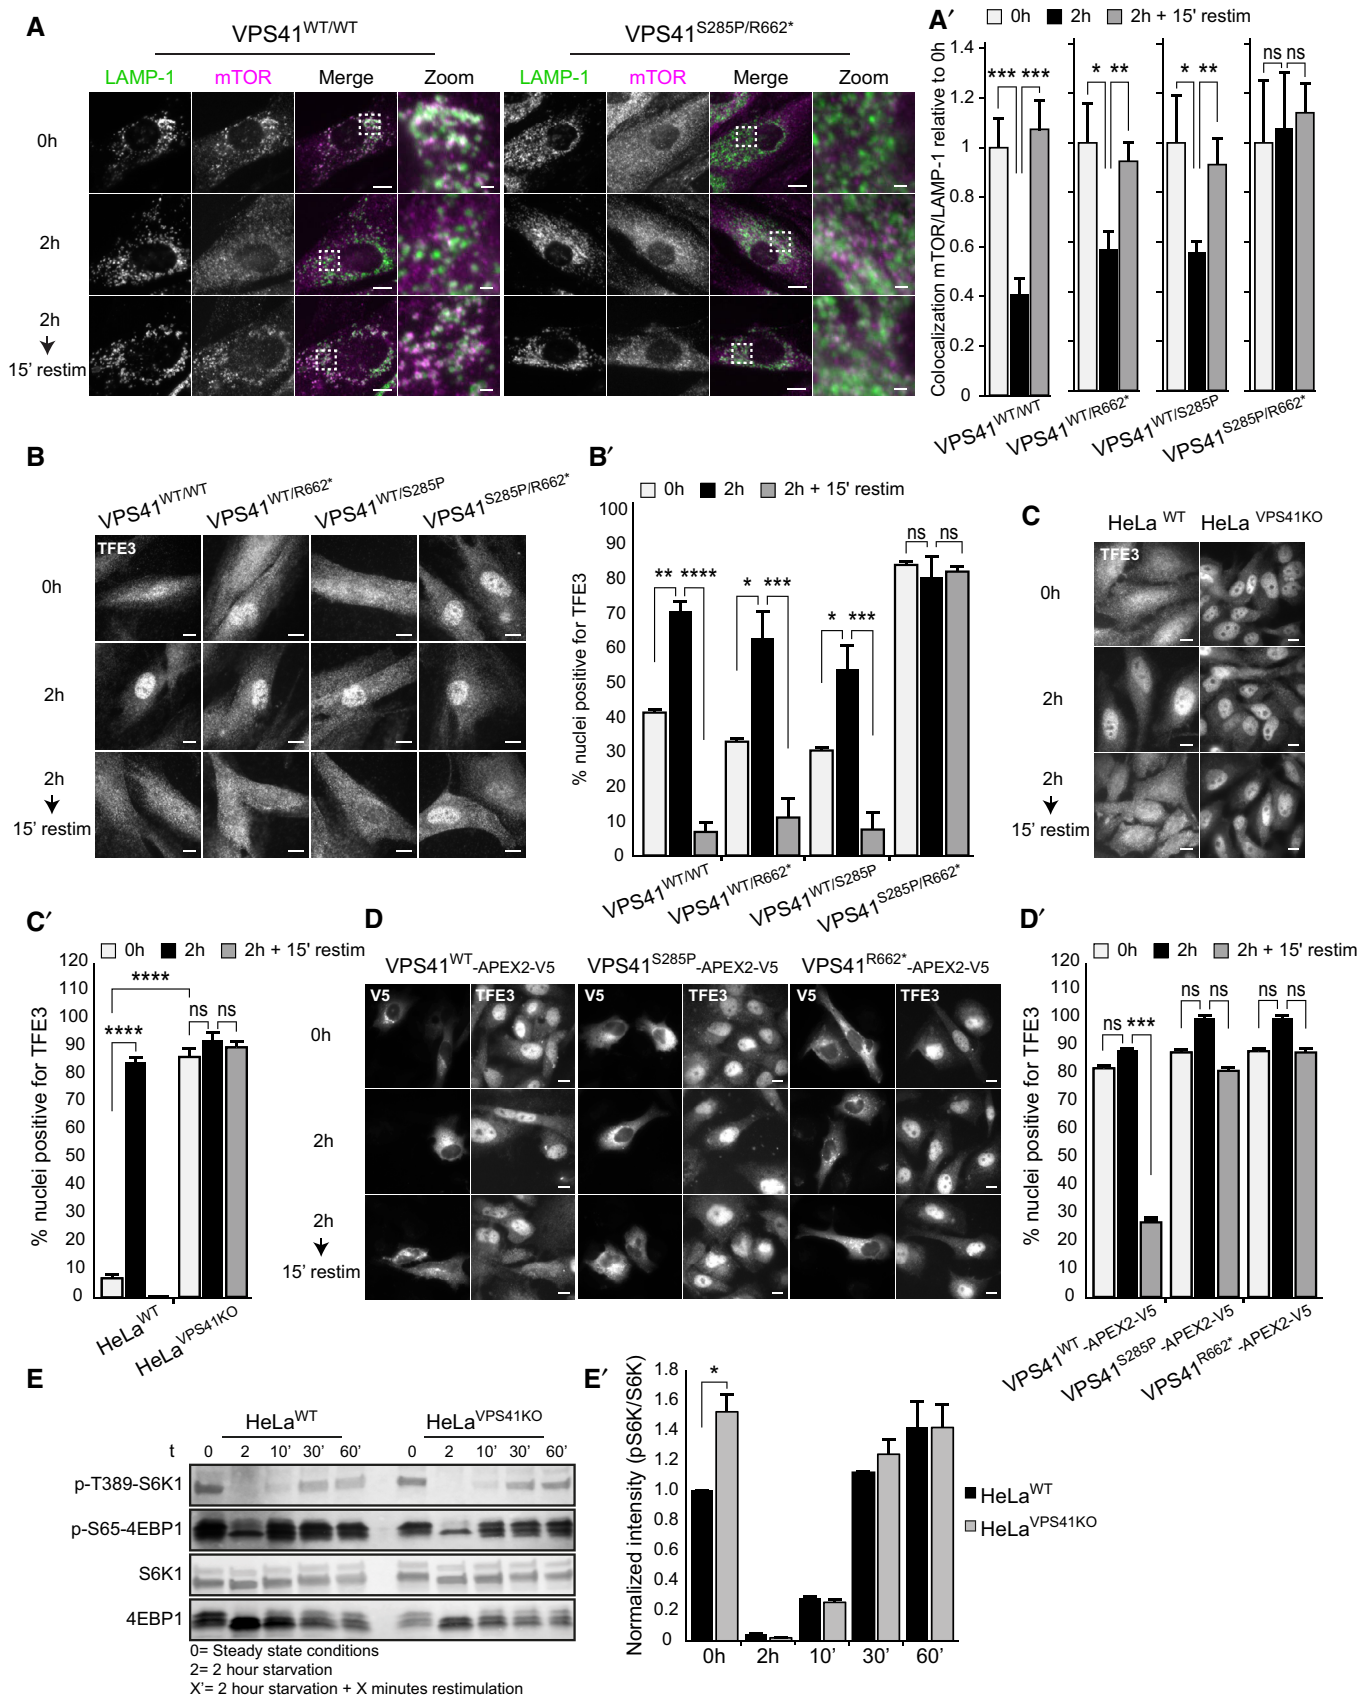 A
VPS41WT/WT
VPS41S285P/R662*
LAMP-1 mTOR Merge Zoom LAMP-1 mTOR Merge Zoom
0h
2h
2h
15' restim
A′
0h 2h 2h + 15' restim
Colocalization mTOR/LAMP-1 relative to 0h
1.4
1.2
1
0.8
0.6
0.4
0.2
0
*** ***
* **
* **
ns ns
VPS41WT/WT
VPS41WT/R662*
VPS41WT/S285P
VPS41S285P/R662*
B
VPS41WT/WT
VPS41WT/R662*
VPS41WT/S285P
VPS41S285P/R662*
TFE3
0h
2h
2h
15' restim
B′
0h 2h 2h + 15' restim
% nuclei positive for TFE3
100
90
80
70
60
50
40
30
20
10
0
** ****
* ***
* ***
ns ns
VPS41WT/WT
VPS41WT/R662*
VPS41WT/S285P
VPS41S285P/R662*
C
HeLa WT HeLa VPS41KO
TFE3
0h
2h
2h
15' restim
C′
0h 2h 2h + 15' restim
% nuclei positive for TFE3
120
110
100
90
80
70
60
50
40
30
20
10
0
****
****
ns ns
HeLaWT
HeLaVPS41KO
D
VPS41WT-APEX2-V5 VPS41S285P-APEX2-V5 VPS41R662*-APEX2-V5
V5 TFE3 V5 TFE3 V5 TFE3
0h
2h
2h
15' restim
D′
0h 2h 2h + 15' restim
% nuclei positive for TFE3
120
110
100
90
80
70
60
50
40
30
20
10
0
ns ***
ns ns
ns ns
VPS41WT-APEX2-V5
VPS41S285P-APEX2-V5
VPS41R662*-APEX2-V5
E
HeLaWT HeLaVPS41KO
t 0 2 10' 30' 60' 0 2 10' 30' 60'
p-T389-S6K1
p-S65-4EBP1
S6K1
4EBP1
0= Steady state conditions
2= 2 hour starvation
X'= 2 hour starvation + X minutes restimulation
E′
Normalized intensity (pS6K/S6K)
1.8
1.6
1.4
1.2
1.0
0.8
0.6
0.4
0.2
0
*
0h 2h 10' 30' 60'
HeLaWT
HeLaVPS41KO